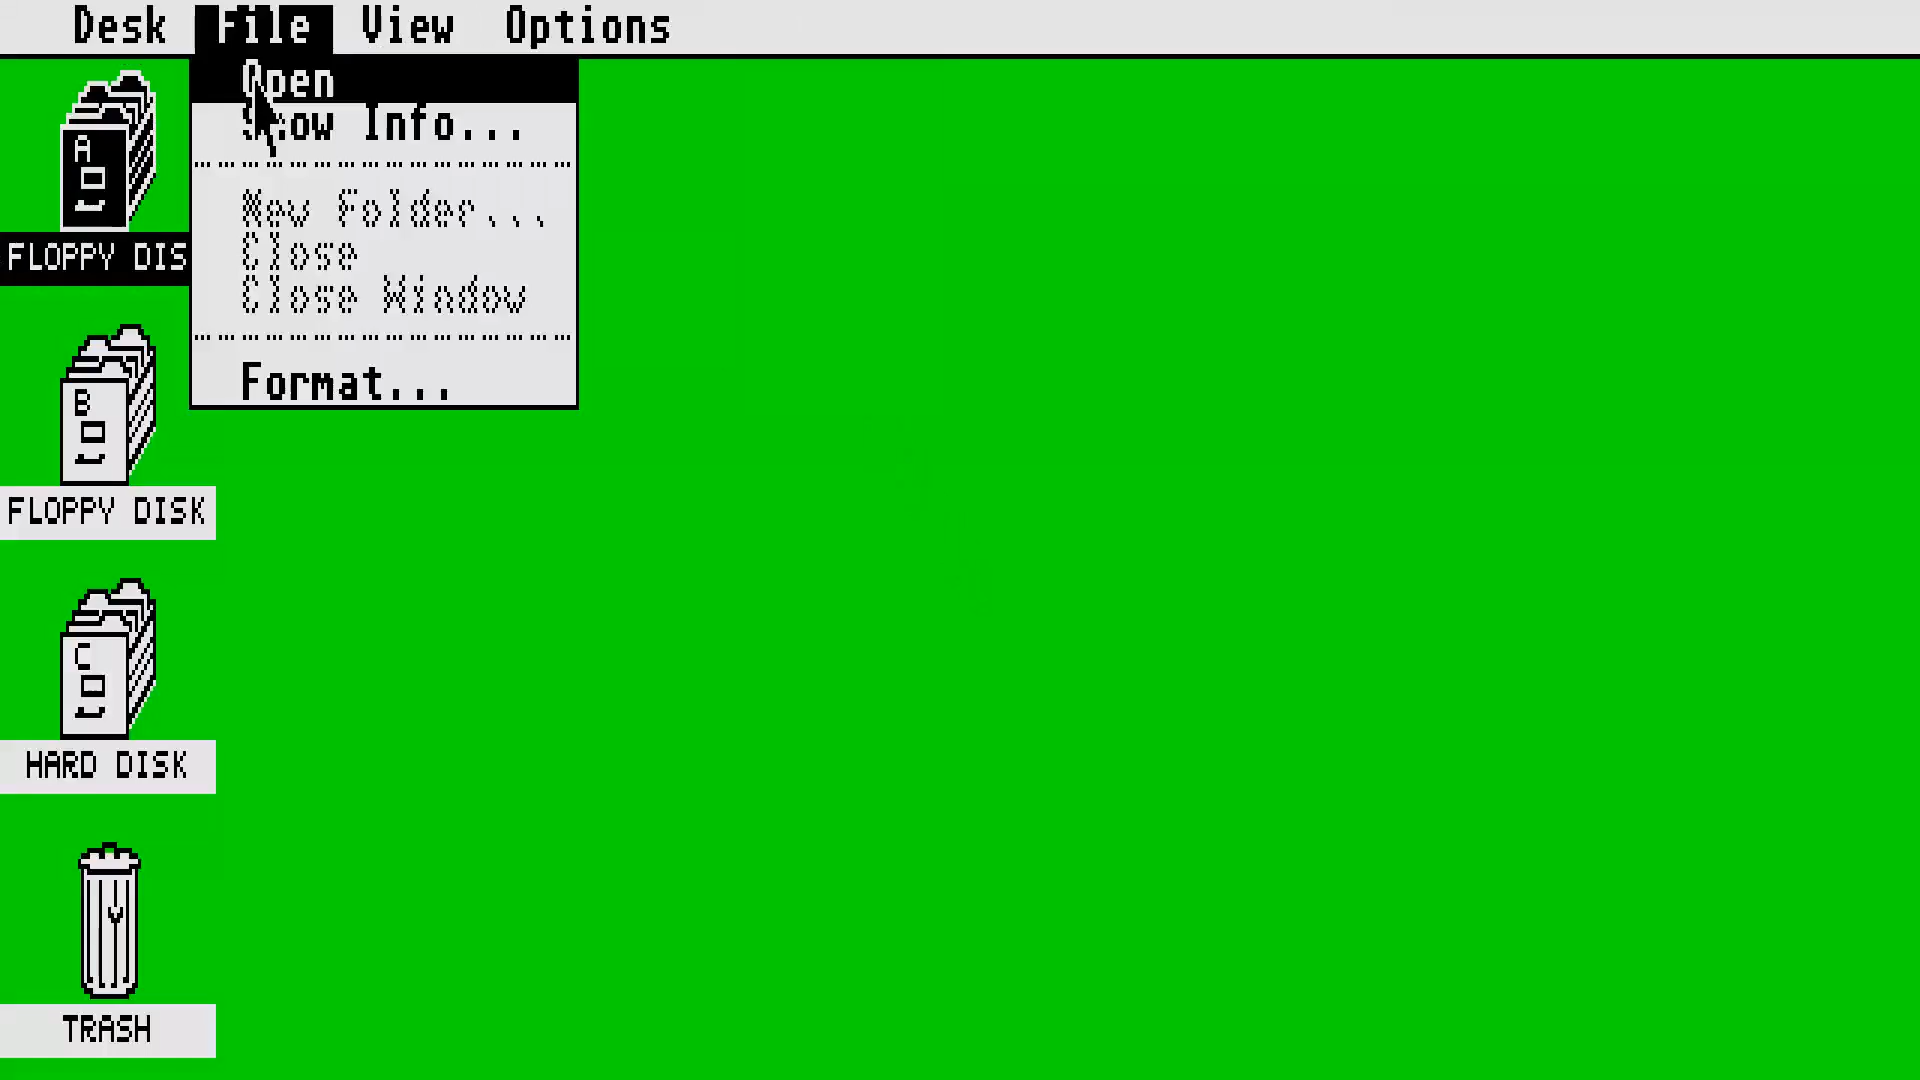 Desk File View Options
Open
Show Info...
New Folder...
Close
Close Window
Format...
A
FLOPPY DIS
B
FLOPPY DISK
C
HARD DISK
TRASH